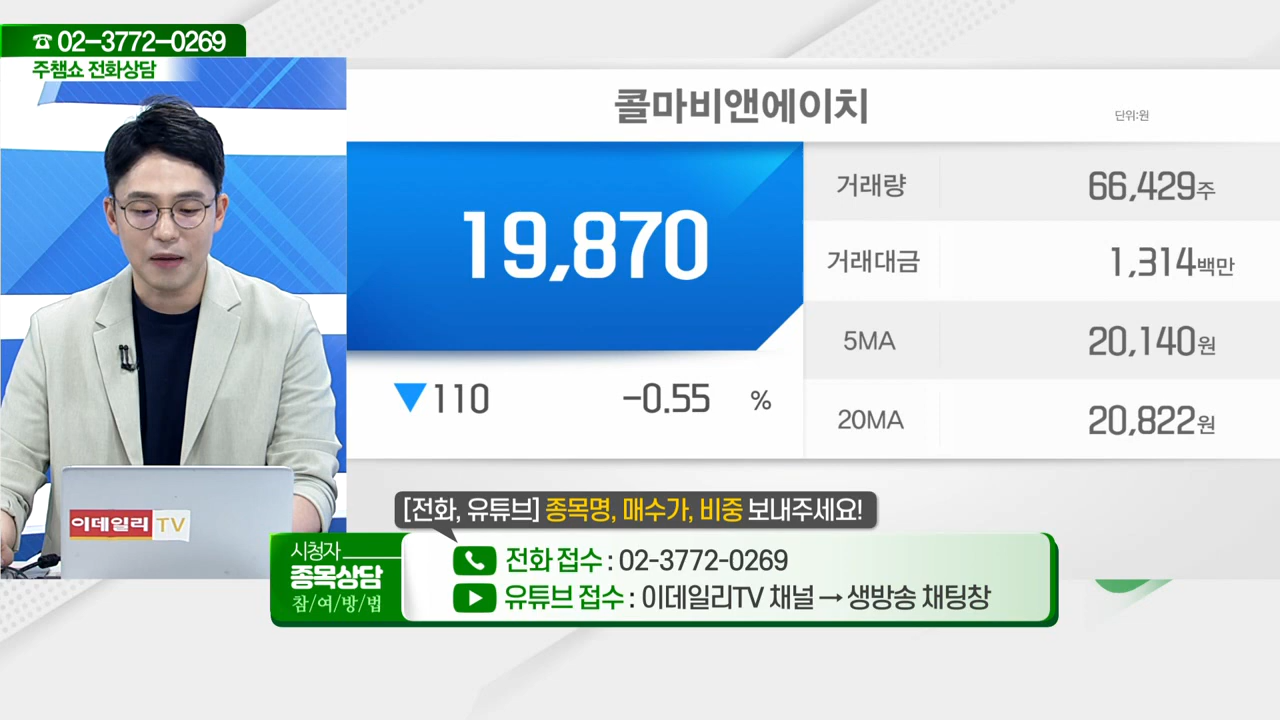 ☎ 02-3772-0269
주챔쇼 전화상담
콜마비앤에이치
단위:원
19,870
▼110 -0.55 %
거래량 66,429주
거래대금 1,314백만
5MA 20,140원
20MA 20,822원
이데일리TV
[전화, 유튜브] 종목명, 매수가, 비중 보내주세요!
시청자
종목상담
참/여/방/법
전화 접수 : 02-3772-0269
유튜브 접수 : 이데일리TV 채널 → 생방송 채팅창